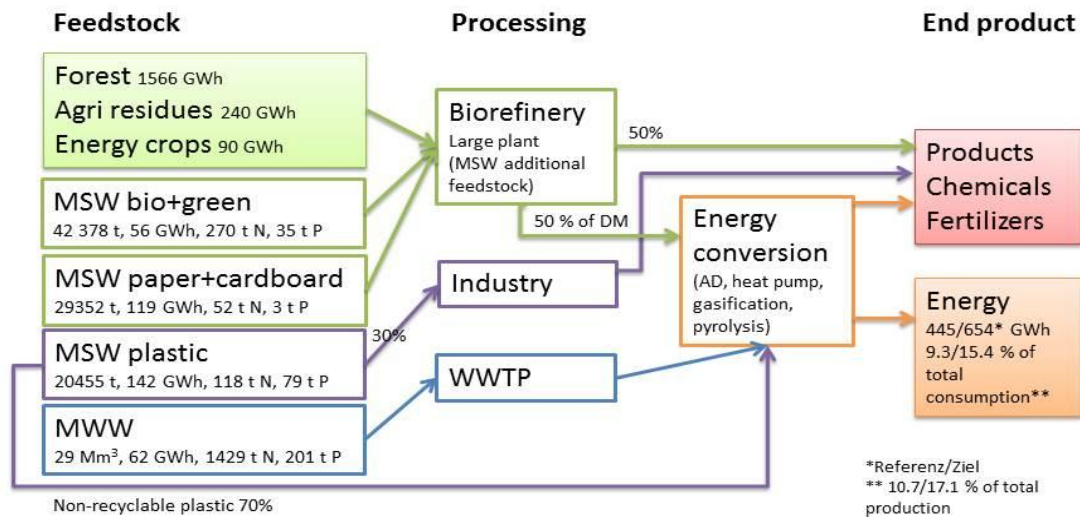 Feedstock
Processing
End product
Forest 1566 GWh
Agri residues 240 GWh
Energy crops 90 GWh
MSW bio+green
42 378 t, 56 GWh, 270 t N, 35 t P
MSW paper+cardboard
29352 t, 119 GWh, 52 t N, 3 t P
30%
MSW plastic
20455 t, 142 GWh, 118 t N, 79 t P
MWW
29 Mm³, 62 GWh, 1429 t N, 201 t P
Non-recyclable plastic 70%
Biorefinery
Large plant
(MSW additional
feedstock)
50%
50 % of DM
Industry
WWTP
Energy
conversion
(AD, heat pump,
gasification,
pyrolysis)
Products
Chemicals
Fertilizers
Energy
445/654* GWh
9.3/15.4 % of
total
consumption**
*Referenz/Ziel
** 10.7/17.1 % of total
production